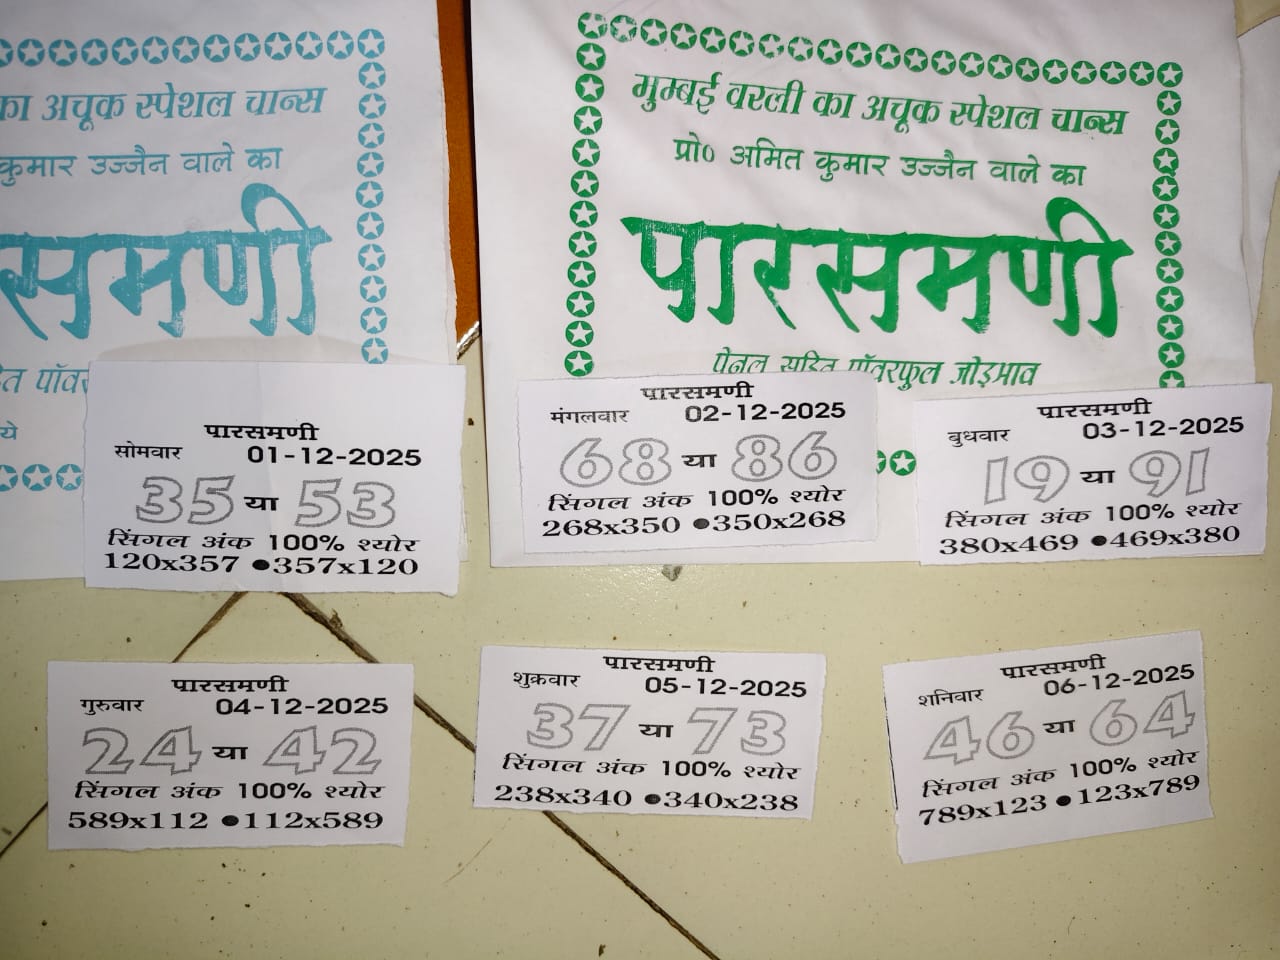 का अचूक स्पेशल चान्स
कुमार उज्जैन वाले का
समणी
मुम्बई वरली का अचूक स्पेशल चान्स
प्रो० अमित कुमार उज्जैन वाले का
पारसमणी
पेनल सहित पॉवरफुल जोड़भाव
पारसमणी
सोमवार 01-12-2025
35 या 53
सिंगल अंक 100% श्योर
120x357 ●357x120
पारसमणी
मंगलवार 02-12-2025
68 या 86
सिंगल अंक 100% श्योर
268x350 ●350x268
पारसमणी
बुधवार 03-12-2025
19 या 91
सिंगल अंक 100% श्योर
380x469 ●469x380
पारसमणी
गुरुवार 04-12-2025
24 या 42
सिंगल अंक 100% श्योर
589x112 ●112x589
पारसमणी
शुक्रवार 05-12-2025
37 या 73
सिंगल अंक 100% श्योर
238x340 ●340x238
पारसमणी
शनिवार 06-12-2025
46 या 64
सिंगल अंक 100% श्योर
789x123 ●123x789